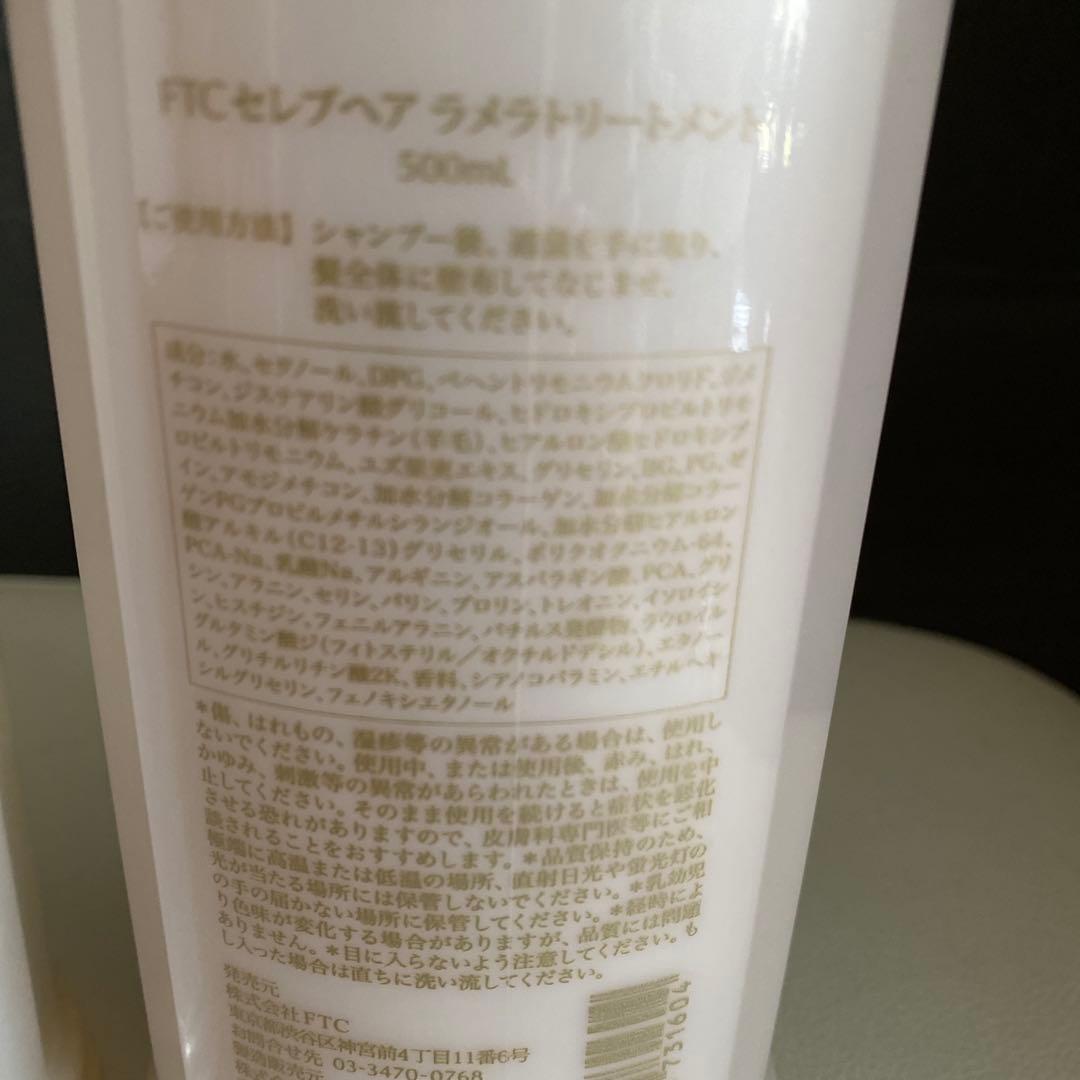 FTCセレブヘア ラメラトリートメント
500mL
【ご使用方法】 シャンプー後、適量を手に取り、
髪全体に塗布してなじませ、
洗い流してください。
成分:水、セタノール、DPG、ベヘントリモニウムクロリド、ジメ
チコン、ジステアリン酸グリコール、ヒドロキシプロピルトリモ
ニウム加水分解ケラチン(羊毛)、ヒアルロン酸ヒドロキシプ
ロピルトリモニウム、ユズ果実エキス、グリセリン、BG、PG、ゼ
イン、アモジメチコン、加水分解コラーゲン、加水分解コラー
ゲンPGプロピルメチルシランジオール、加水分解ヒアルロン
酸アルキル(C12-13)グリセリル、ポリクオタニウム-64、
PCA-Na、乳酸Na、アルギニン、アスパラギン酸、PCA、グリ
シン、アラニン、セリン、バリン、プロリン、トレオニン、イソロイシ
ン、ヒスチジン、フェニルアラニン、バチルス発酵物、ラウロイル
グルタミン酸ジ(フィトステリル/オクチルドデシル)、エタノー
ル、グリチルリチン酸2K、香料、シアノコバラミン、エチルヘキ
シルグリセリン、フェノキシエタノール
*傷、はれもの、湿疹等の異常がある場合は、使用し
ないでください。使用中、または使用後、赤み、はれ、
かゆみ、刺激等の異常があらわれたときは、使用を中
止してください。そのまま使用を続けると症状を悪化
させる恐れがありますので、皮膚科専門医等にご相
談されることをおすすめします。*品質保持のため、
極端に高温または低温の場所、直射日光や蛍光灯の
光が当たる場所には保管しないでください。*乳幼児
の手の届かない場所に保管してください。*経時によ
り色味が変化する場合がありますが、品質には問題
ありません。*目に入らないよう注意してください。も
し入った場合は直ちに洗い流してください。
発売元
株式会社FTC
東京都渋谷区神宮前4丁目11番6号
お問合せ先 03-3470-0768
製造販売元
株式会社